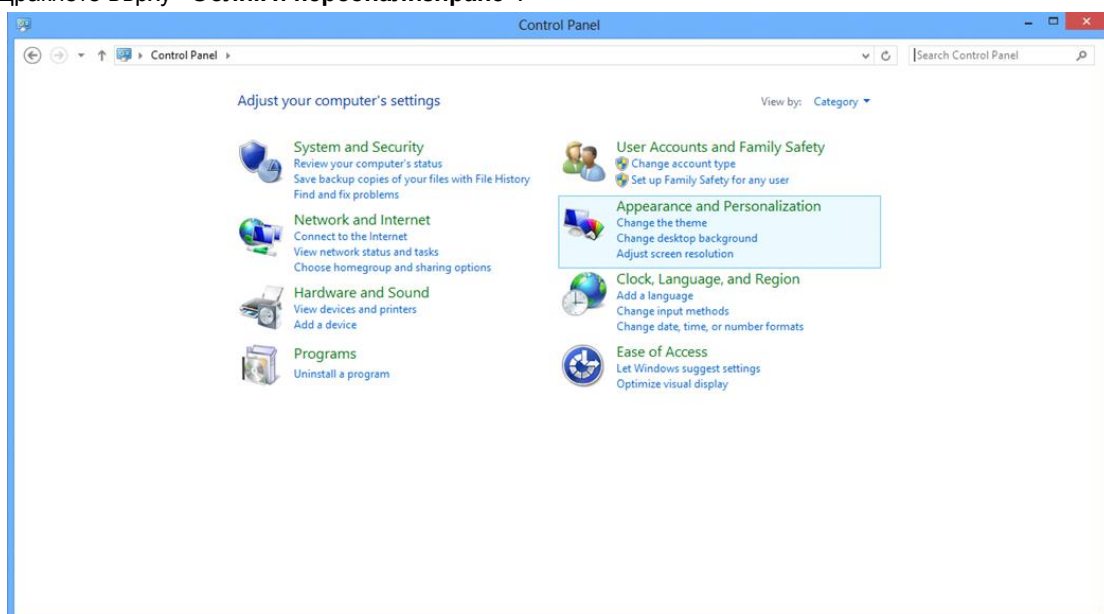 върху
Control Panel
Control Panel
Search Control Panel
Adjust your computer's settings
View by: Category
System and Security
Review your computer's status
Save backup copies of your files with File History
Find and fix problems
Network and Internet
Connect to the Internet
View network status and tasks
Choose homegroup and sharing options
Hardware and Sound
View devices and printers
Add a device
Programs
Uninstall a program
User Accounts and Family Safety
Change account type
Set up Family Safety for any user
Appearance and Personalization
Change the theme
Change desktop background
Adjust screen resolution
Clock, Language, and Region
Add a language
Change input methods
Change date, time, or number formats
Ease of Access
Let Windows suggest settings
Optimize visual display